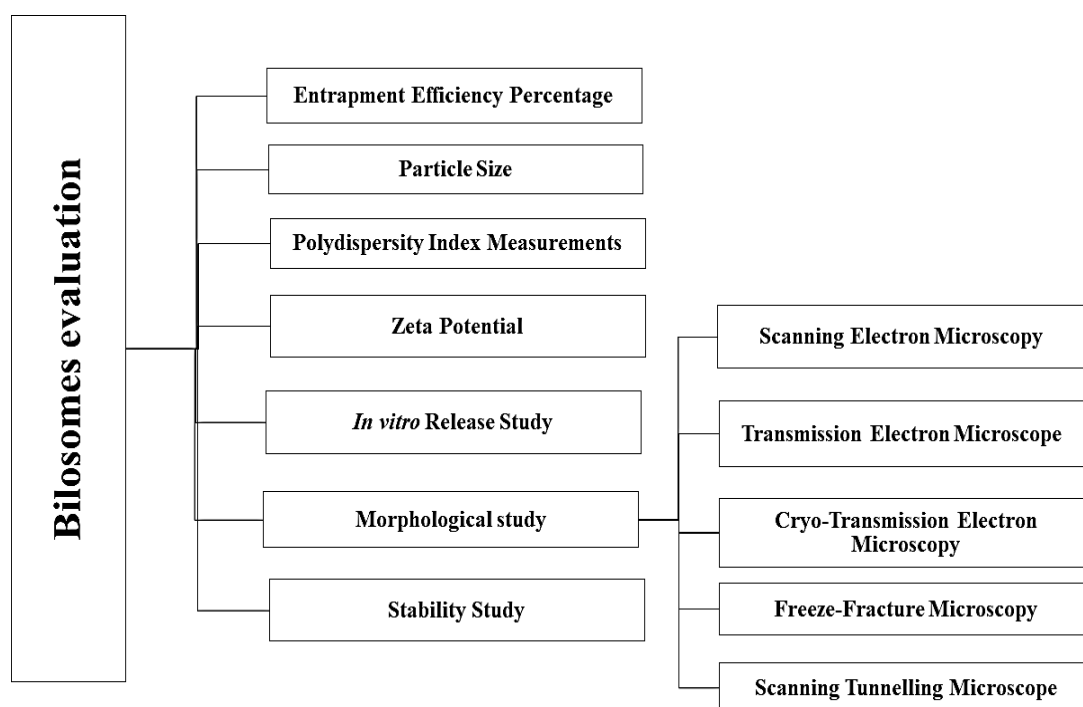 Bilosomes evaluation
Entrapment Efficiency Percentage
Particle Size
Polydispersity Index Measurements
Zeta Potential
In vitro Release Study
Morphological study
Stability Study
Scanning Electron Microscopy
Transmission Electron Microscope
Cryo-Transmission Electron
Microscopy
Freeze-Fracture Microscopy
Scanning Tunnelling Microscope